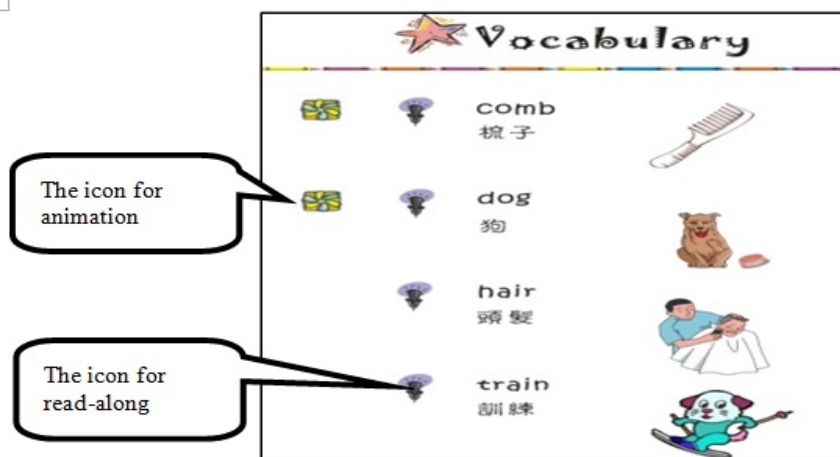 Vocabulary
comb
梳子
The icon for
animation
dog
狗
hair
頭髮
The icon for
read-along
train
訓練